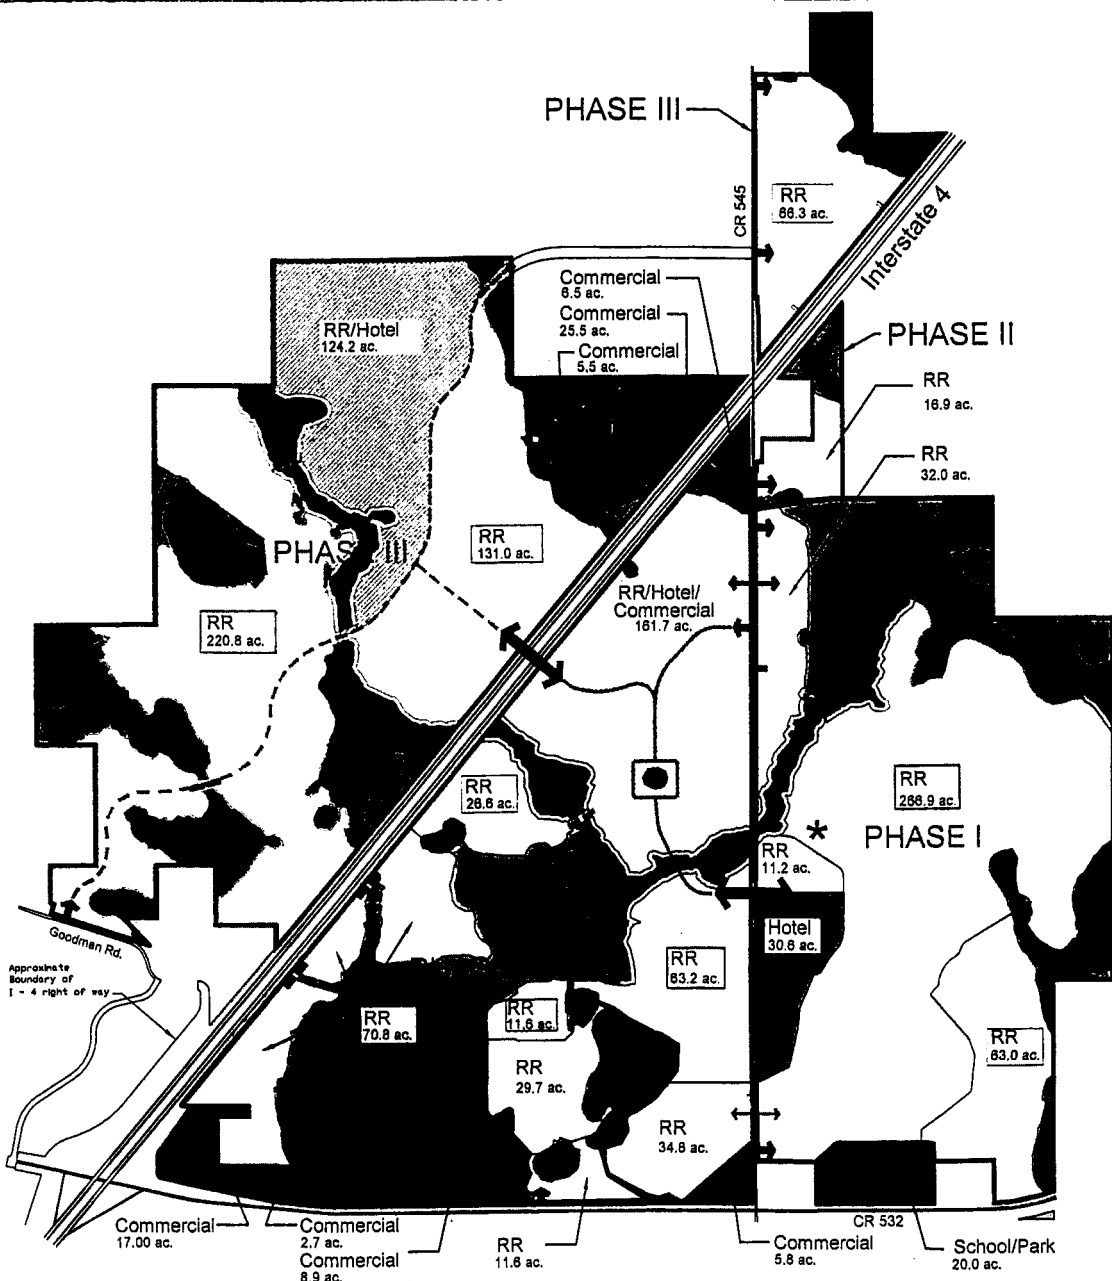 PHASE III
CR 545
RR
66.3 ac.
Interstate 4
Commercial
6.5 ac.
Commercial
25.5 ac.
Commercial
5.5 ac.
RR/Hotel
124.2 ac.
PHASE II
RR
16.9 ac.
RR
32.0 ac.
RR
131.0 ac.
PHASE III
RR/Hotel/
Commercial
161.7 ac.
RR
220.8 ac.
RR
26.6 ac.
RR
266.9 ac.
PHASE I
*
RR
11.2 ac.
Hotel
30.6 ac.
Goodman Rd.
Approximate
Boundary of
I - 4 right of way
RR
63.2 ac.
RR
70.8 ac.
RR
11.6 ac.
RR
29.7 ac.
RR
63.0 ac.
RR
34.8 ac.
Commercial
17.00 ac.
Commercial
2.7 ac.
Commercial
8.9 ac.
RR
11.6 ac.
CR 532
Commercial
5.8 ac.
School/Park
20.0 ac.